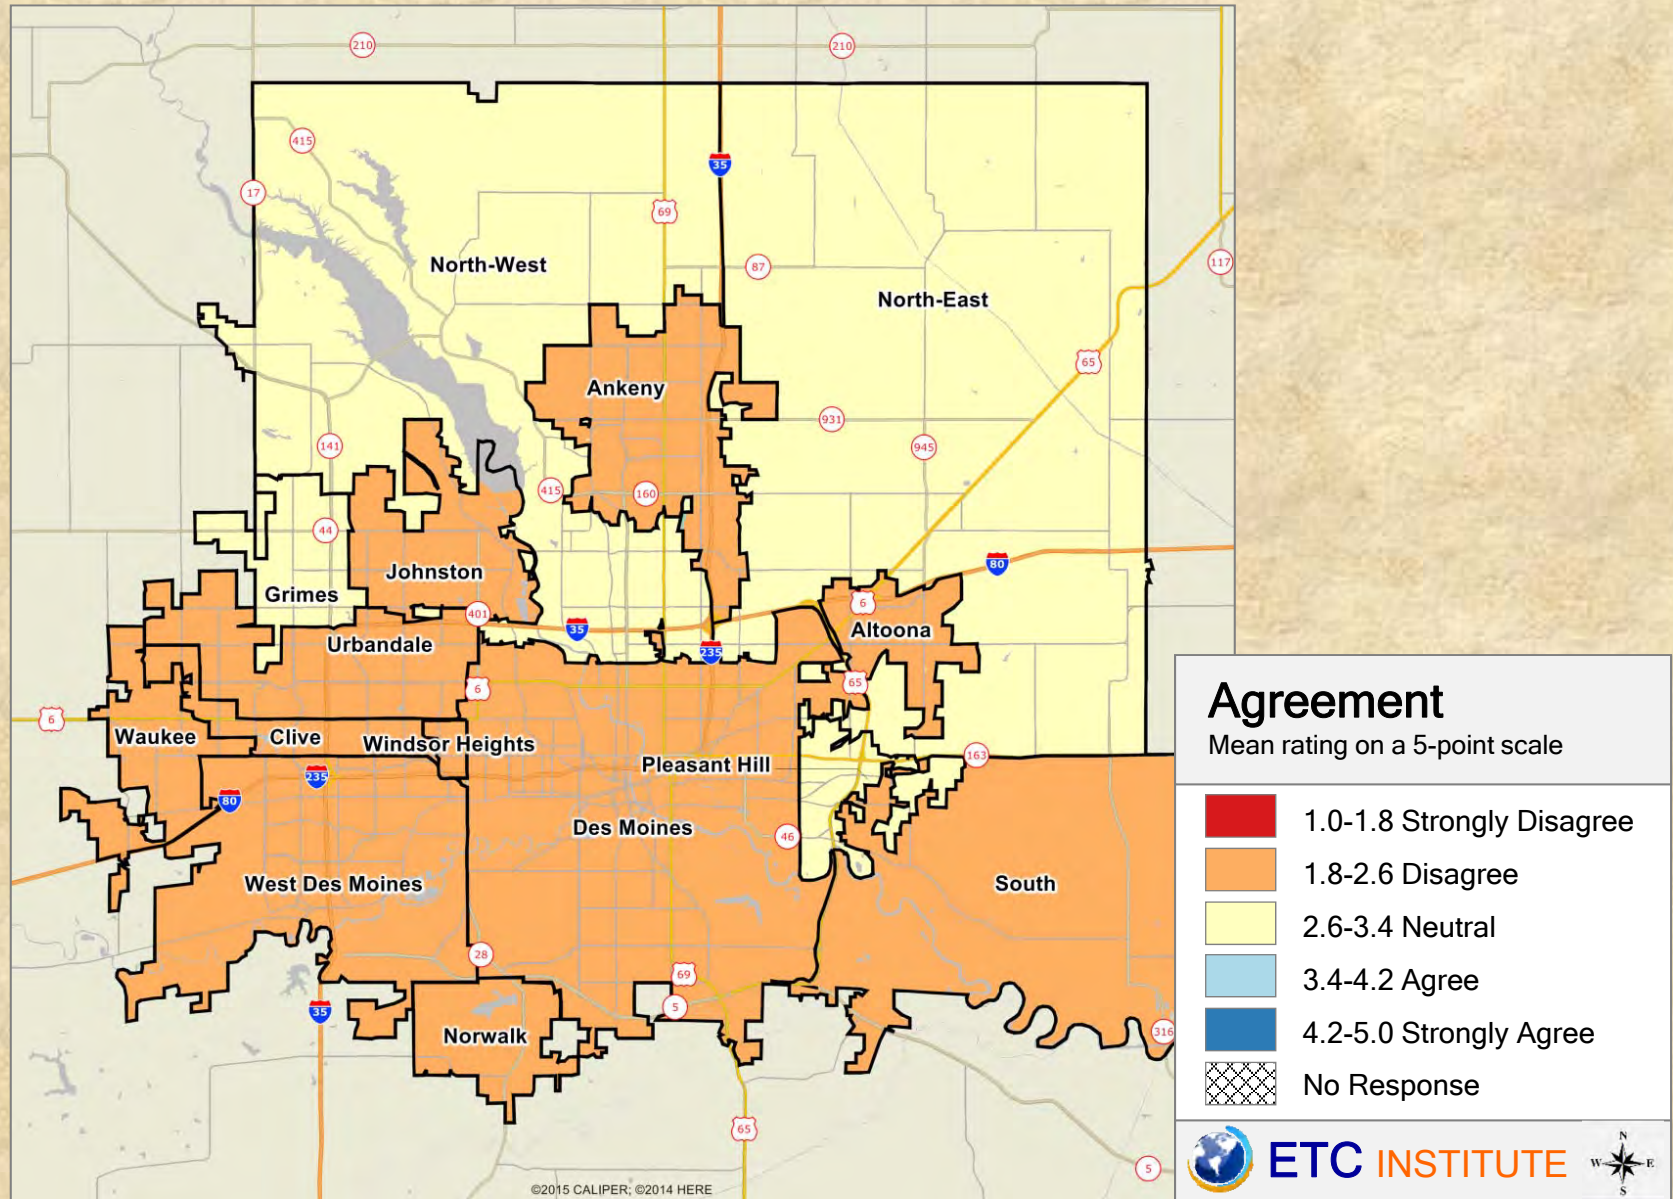 210
210
415
35
17
69
North-West
87
117
North-East
65
Ankeny
931
141
945
415
160
44
80
Johnston
Grimes
6
401
35
Altoona
Urbandale
235
65
6
6
Waukee
Clive
Windsor Heights
163
Pleasant Hill
235
80
Des Moines
46
West Des Moines
South
28
69
5
35
316
Norwalk
65
5
©2015 CALIPER; ©2014 HERE
Agreement
Mean rating on a 5-point scale
1.0-1.8 Strongly Disagree
1.8-2.6 Disagree
2.6-3.4 Neutral
3.4-4.2 Agree
4.2-5.0 Strongly Agree
No Response
ETC INSTITUTE
N
W E
S